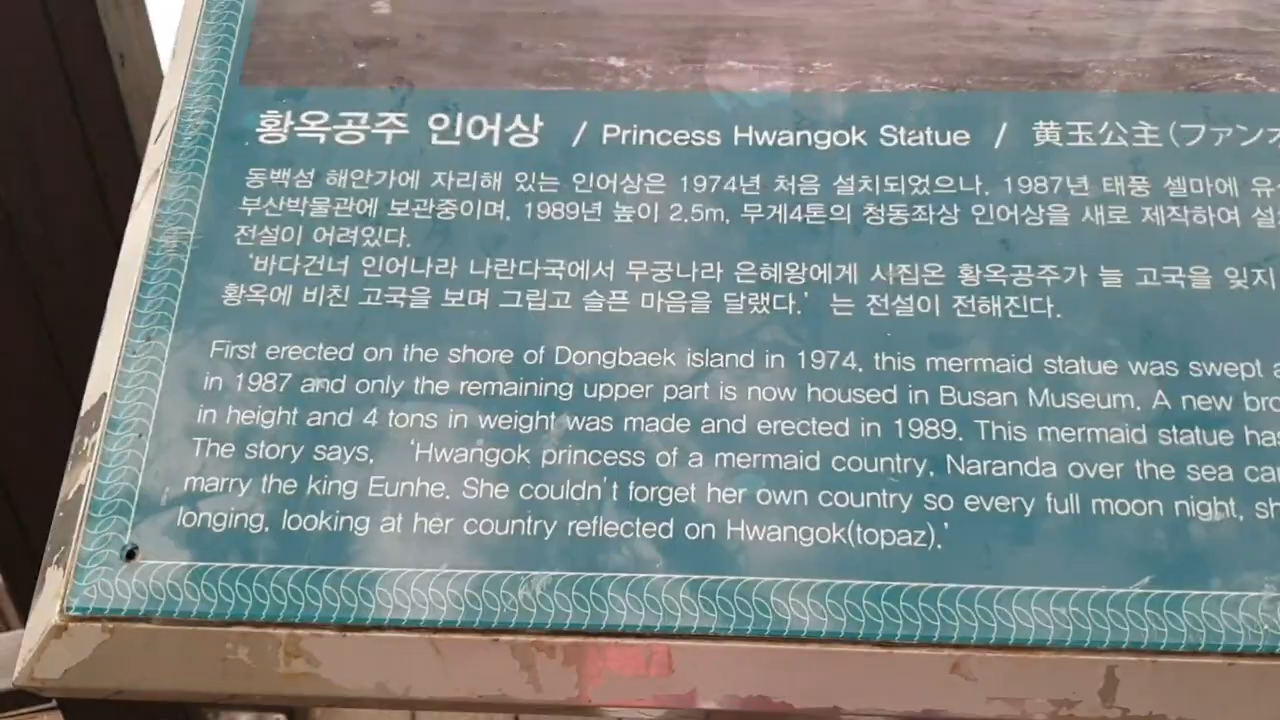 황옥공주 인어상 / Princess Hwangok Statue / 黄玉公主(ファン
동백섬 해안가에 자리해 있는 인어상은 1974년 처음 설치되었으나, 1987년 태풍 셀마에 유
부산박물관에 보관중이며, 1989년 높이 2.5m, 무게4톤의 청동좌상 인어상을 새로 제작하여 설
전설이 어려있다.
'바다건너 인어나라 나란다국에서 무궁나라 은혜왕에게 시집온 황옥공주가 늘 고국을 잊지
황옥에 비친 고국을 보며 그립고 슬픈 마음을 달랬다.' 는 전설이 전해진다.
First erected on the shore of Dongbaek island in 1974, this mermaid statue was swept
in 1987 and only the remaining upper part is now housed in Busan Museum. A new
in height and 4 tons in weight was made and erected in 1989. This mermaid statue
The story says, 'Hwangok princess of a mermaid country, Naranda over the sea
marry the king Eunhe. She couldn't forget her own country so every full moon night,
longing, looking at her country reflected on Hwangok(topaz).'